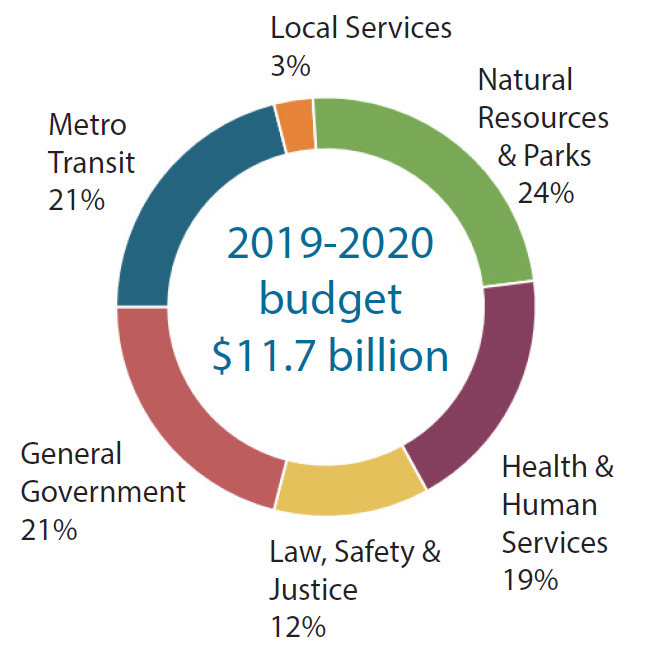 Local Services
3%
Natural
Resources
& Parks
24%
Metro
Transit
21%
2019-2020
budget
$11.7 billion
General
Government
21%
Health &
Human
Services
19%
Law, Safety &
Justice
12%